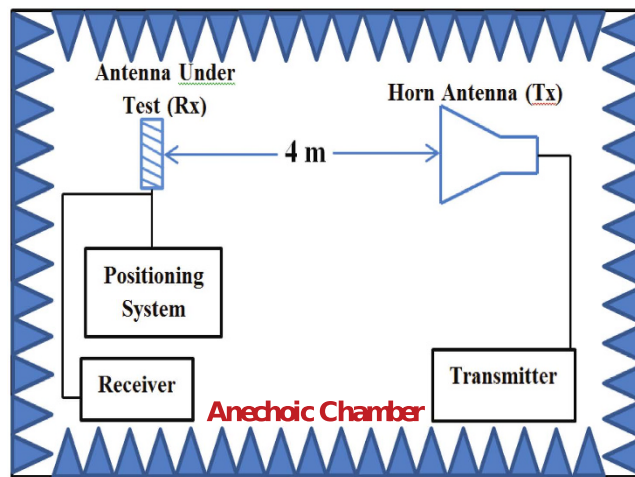 Antenna Under
Test (Rx)
Horn Antenna (Tx)
4 m
Positioning
System
Receiver
Transmitter
Anechoic Chamber